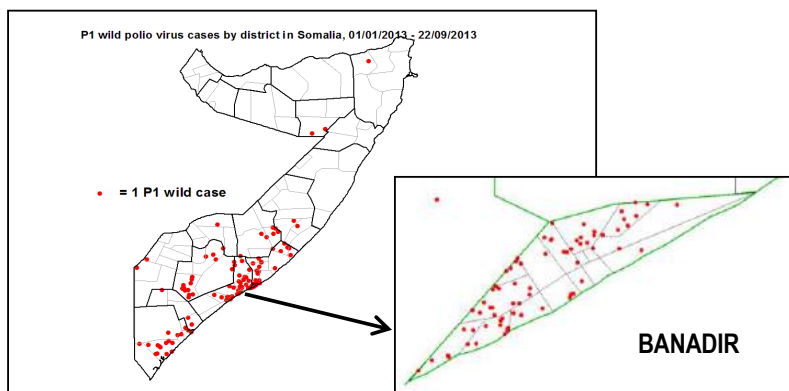 P1 wild polio virus cases by district in Somalia, 01/01/2013 - 22/09/2013
= 1 P1 wild case
BANADIR